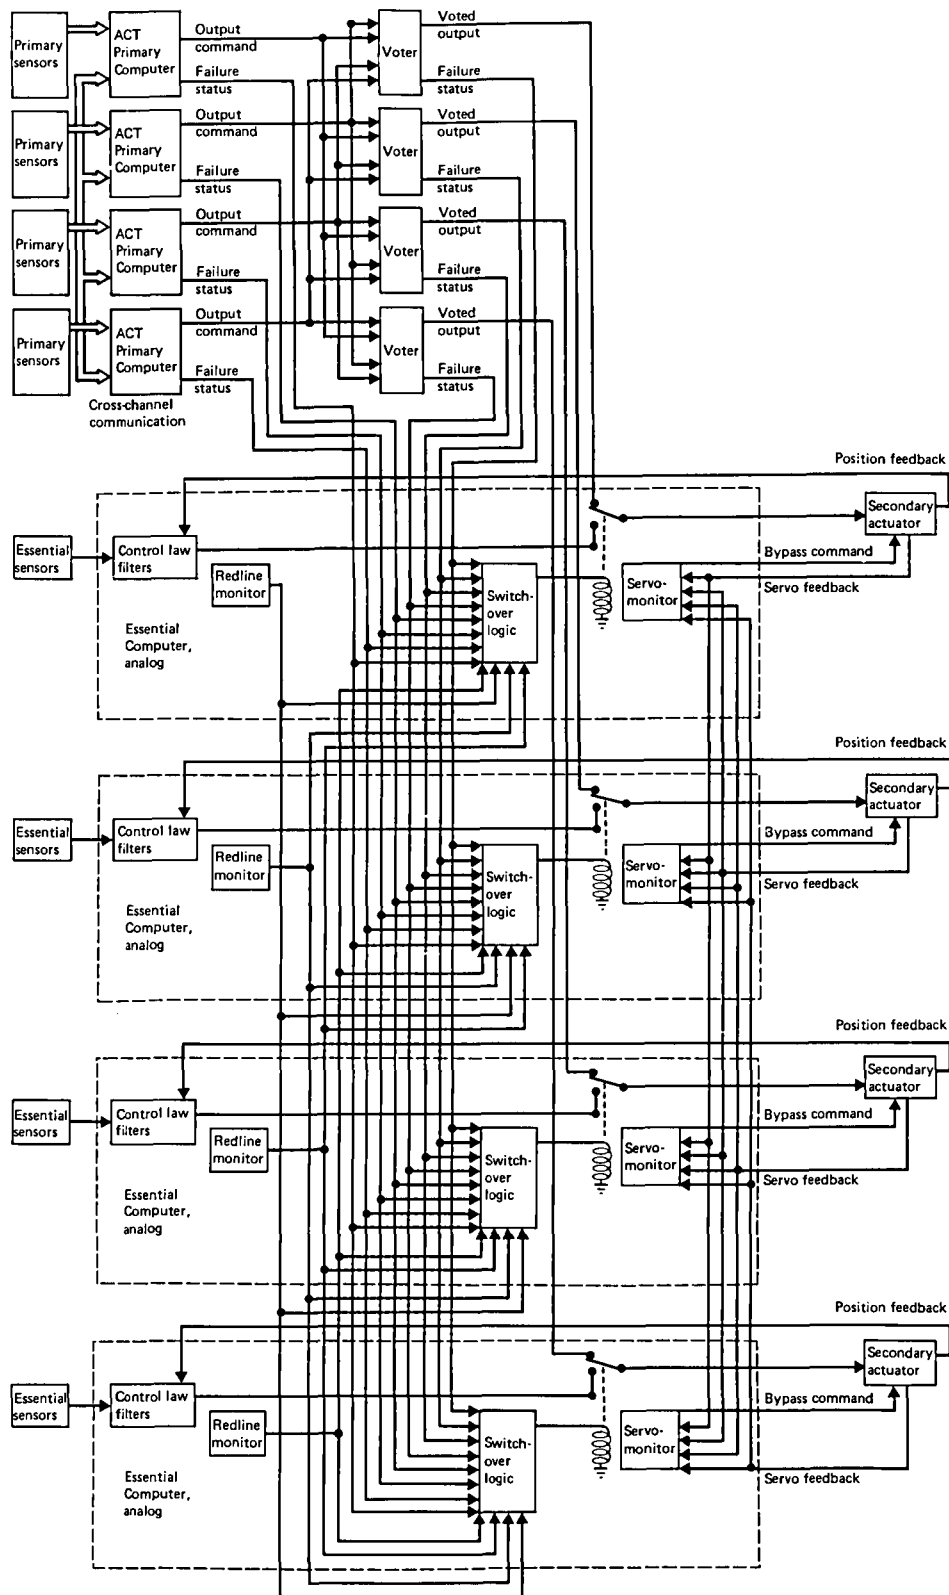 Primary
sensors
ACT
Primary
Computer
Output
command
Failure
status
Voter
Voted
output
Failure
status
Primary
sensors
ACT
Primary
Computer
Output
command
Failure
status
Voter
Voted
output
Failure
status
Primary
sensors
ACT
Primary
Computer
Output
command
Failure
status
Voter
Voted
output
Failure
status
Primary
sensors
ACT
Primary
Computer
Output
command
Failure
status
Voter
Voted
output
Failure
status
Cross-channel
communication
Position feedback
Essential
sensors
Control law
filters
Redline
monitor
Essential
Computer,
analog
Switch-
over
logic
Servo-
monitor
Secondary
actuator
Bypass command
Servo feedback
Position feedback
Essential
sensors
Control law
filters
Redline
monitor
Essential
Computer,
analog
Switch-
over
logic
Servo-
monitor
Secondary
actuator
Bypass command
Servo feedback
Position feedback
Essential
sensors
Control law
filters
Redline
monitor
Essential
Computer,
analog
Switch-
over
logic
Servo-
monitor
Secondary
actuator
Bypass command
Servo feedback
Position feedback
Essential
sensors
Control law
filters
Redline
monitor
Essential
Computer,
analog
Switch-
over
logic
Servo-
monitor
Secondary
actuator
Bypass command
Servo feedback